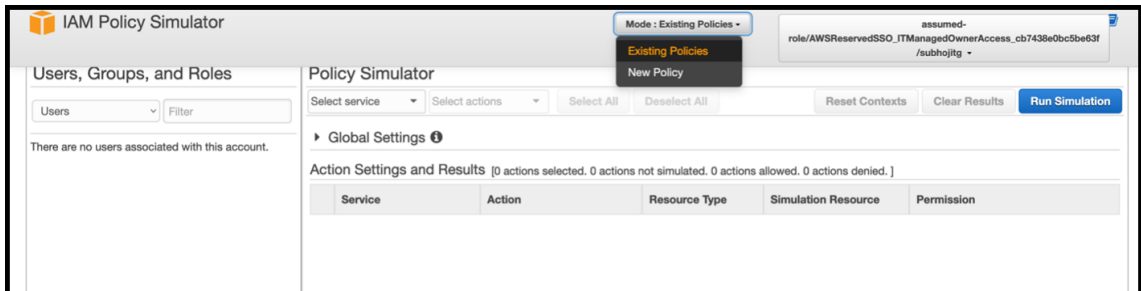 IAM Policy Simulator
Mode : Existing Policies
Existing Policies
New Policy
assumed-
role/AWSReservedSSO_ITManagedOwnerAccess_cb7438e0bc5be63f
/subhojitg
Users, Groups, and Roles
Users
Filter
There are no users associated with this account.
Policy Simulator
Select service
Select actions
Select All
Deselect All
Reset Contexts
Clear Results
Run Simulation
Global Settings
Action Settings and Results [0 actions selected. 0 actions not simulated. 0 actions allowed. 0 actions denied. ]
Service Action Resource Type Simulation Resource Permission